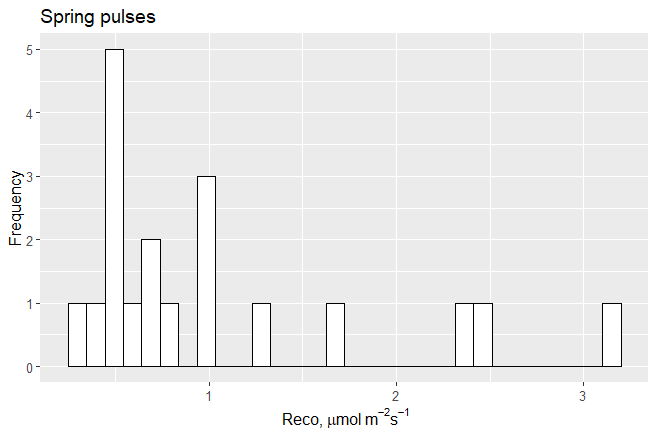 Spring pulses
5
4
3
2
1
0
Frequency
1 2 3
Reco, μmol m⁻²s⁻¹